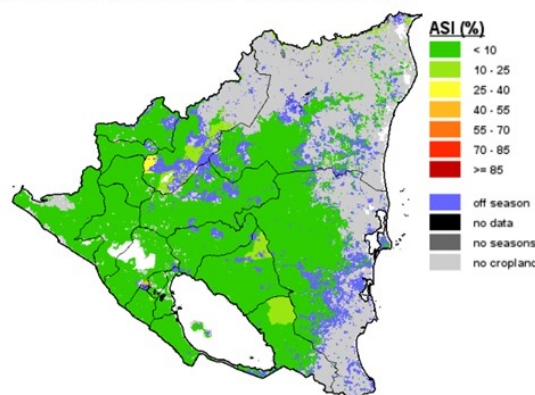 ASI (%)
< 10
10 - 25
25 - 40
40 - 55
55 - 70
70 - 85
>= 85
off season
no data
no seasons
no cropland